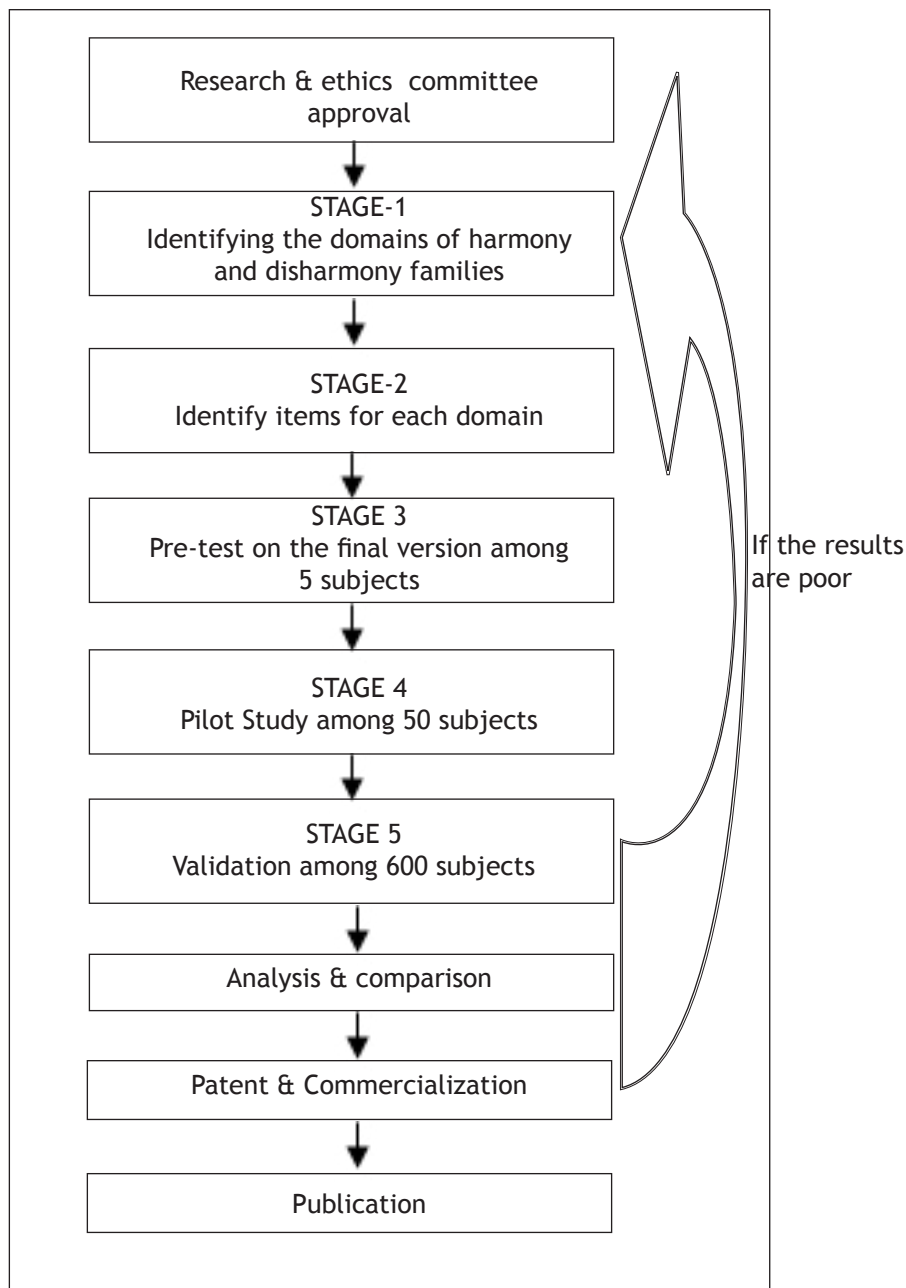 Research & ethics committee
approval
STAGE-1
Identifying the domains of harmony
and disharmony families
STAGE-2
Identify items for each domain
STAGE 3
Pre-test on the final version among
5 subjects
If the results
are poor
STAGE 4
Pilot Study among 50 subjects
STAGE 5
Validation among 600 subjects
Analysis & comparison
Patent & Commercialization
Publication